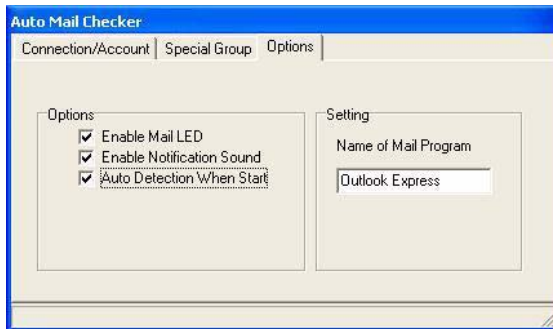 Auto Mail Checker
Connection/Account Special Group Options
Options
Enable Mail LED
Enable Notification Sound
Auto Detection When Start
Setting
Name of Mail Program
Outlook Express